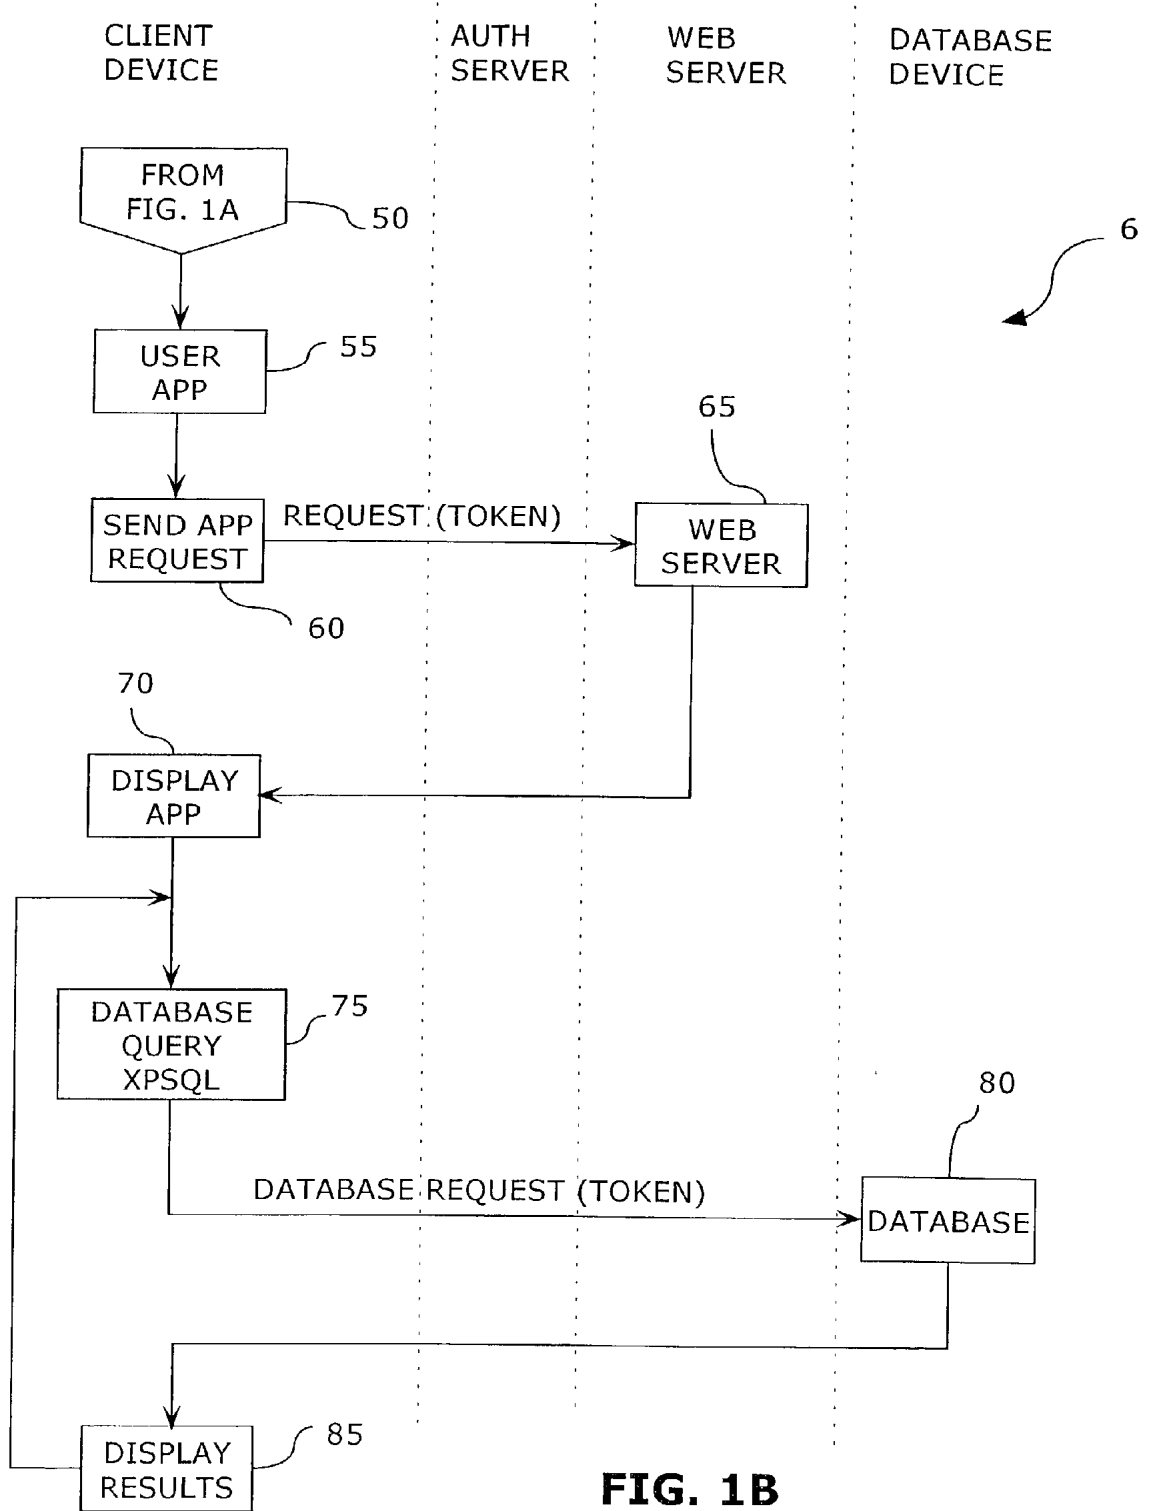 CLIENT
DEVICE
AUTH
SERVER
WEB
SERVER
DATABASE
DEVICE
FROM
FIG. 1A
50
6
USER
APP
55
65
SEND APP
REQUEST
REQUEST (TOKEN)
WEB
SERVER
60
70
DISPLAY
APP
DATABASE
QUERY
XPSQL
75
80
DATABASE REQUEST (TOKEN)
DATABASE
DISPLAY
RESULTS
85
FIG. 1B